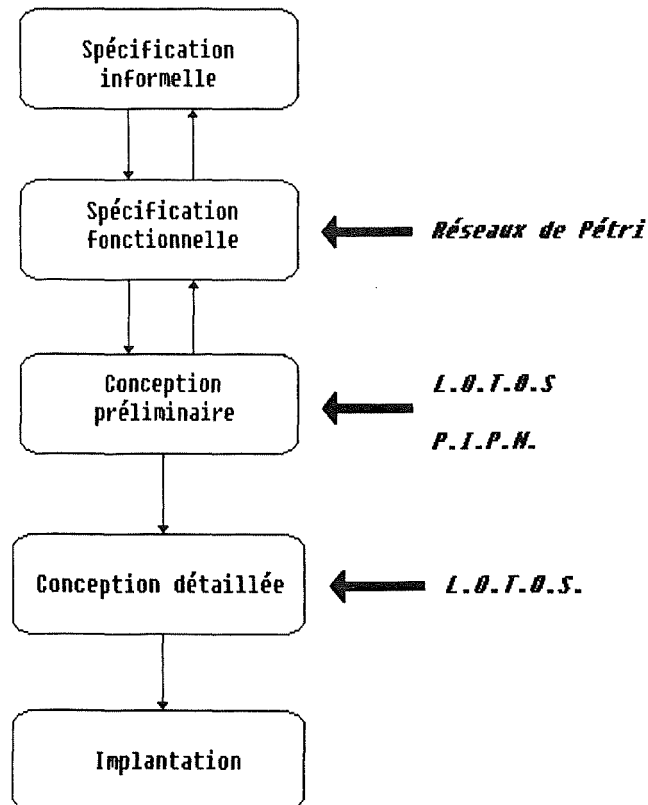 Spécification
informelle
Spécification
fonctionnelle
Réseaux de Pétri
Conception
préliminaire
L.O.T.O.S
P.I.P.N.
Conception détaillée
L.O.T.O.S.
Implantation